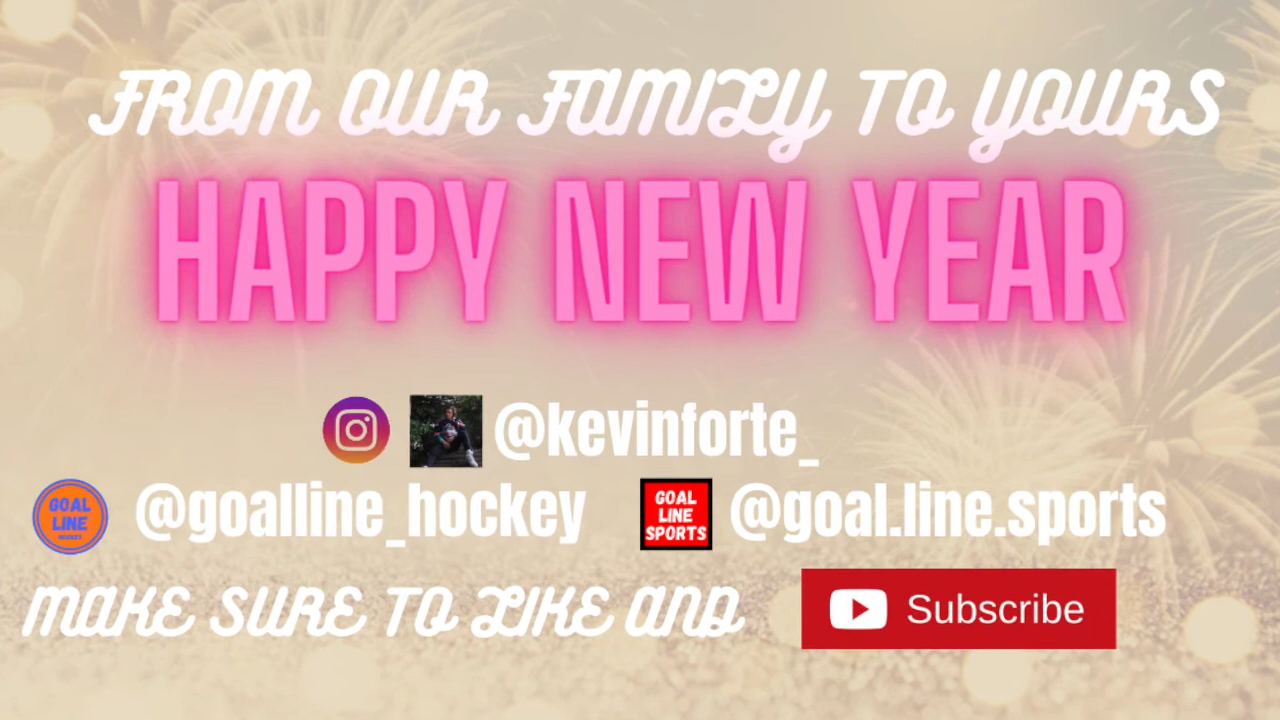 FROM OUR FAMILY TO YOURS
HAPPY NEW YEAR
@kevinforte_
GOAL
LINE
HOCKEY
@goalline_hockey
GOAL
LINE
SPORTS
@goal.line.sports
MAKE SURE TO LIKE AND
Subscribe